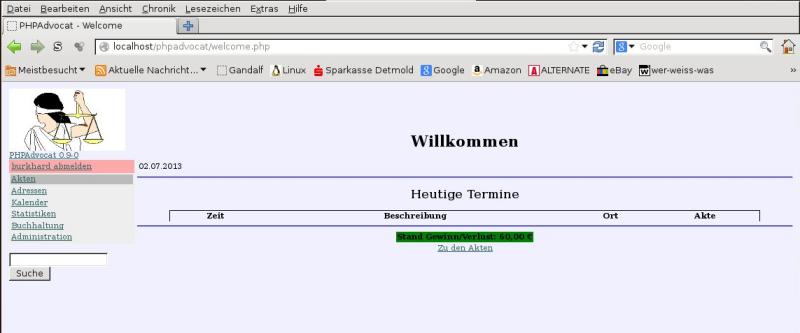 Datei Bearbeiten Ansicht Chronik Lesezeichen Extras Hilfe
PHPAdvocat - Welcome
localhost/phpadvocat/welcome.php
Google
Meistbesucht Aktuelle Nachricht... Gandalf Linux Sparkasse Detmold Google Amazon ALTERNATE eBay wer-weiss-was »
Willkommen
PHPAdvocat 0.9-0
burkhard abmelden
02.07.2013
Akten
Adressen
Kalender
Statistiken
Buchhaltung
Administration
Suche
Heutige Termine
Zeit Beschreibung Ort Akte
Stand Gewinn/Verlust: 60,00 €
Zu den Akten